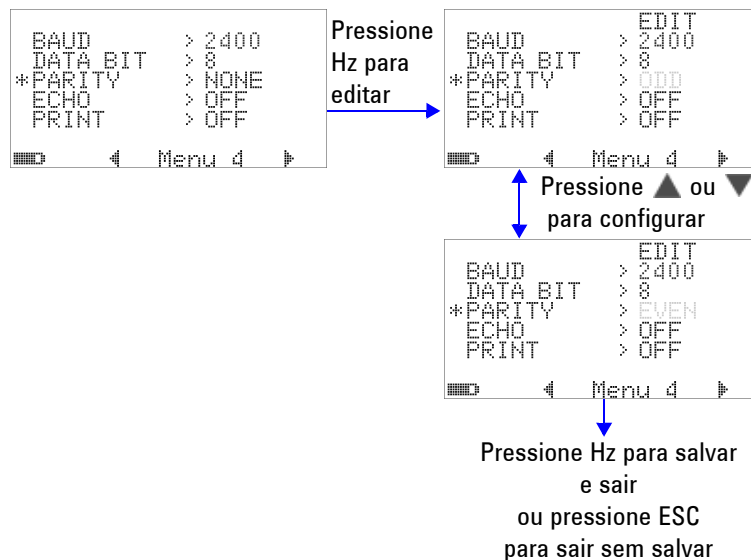 BAUD > 2400
DATA BIT > 8
*PARITY > NONE
ECHO > OFF
PRINT > OFF
Menu 4
Pressione
Hz para
editar
EDIT
BAUD > 2400
DATA BIT > 8
*PARITY > ODD
ECHO > OFF
PRINT > OFF
Menu 4
Pressione ▲ ou ▼
para configurar
EDIT
BAUD > 2400
DATA BIT > 8
*PARITY > EVEN
ECHO > OFF
PRINT > OFF
Menu 4
Pressione Hz para salvar
e sair
ou pressione ESC
para sair sem salvar